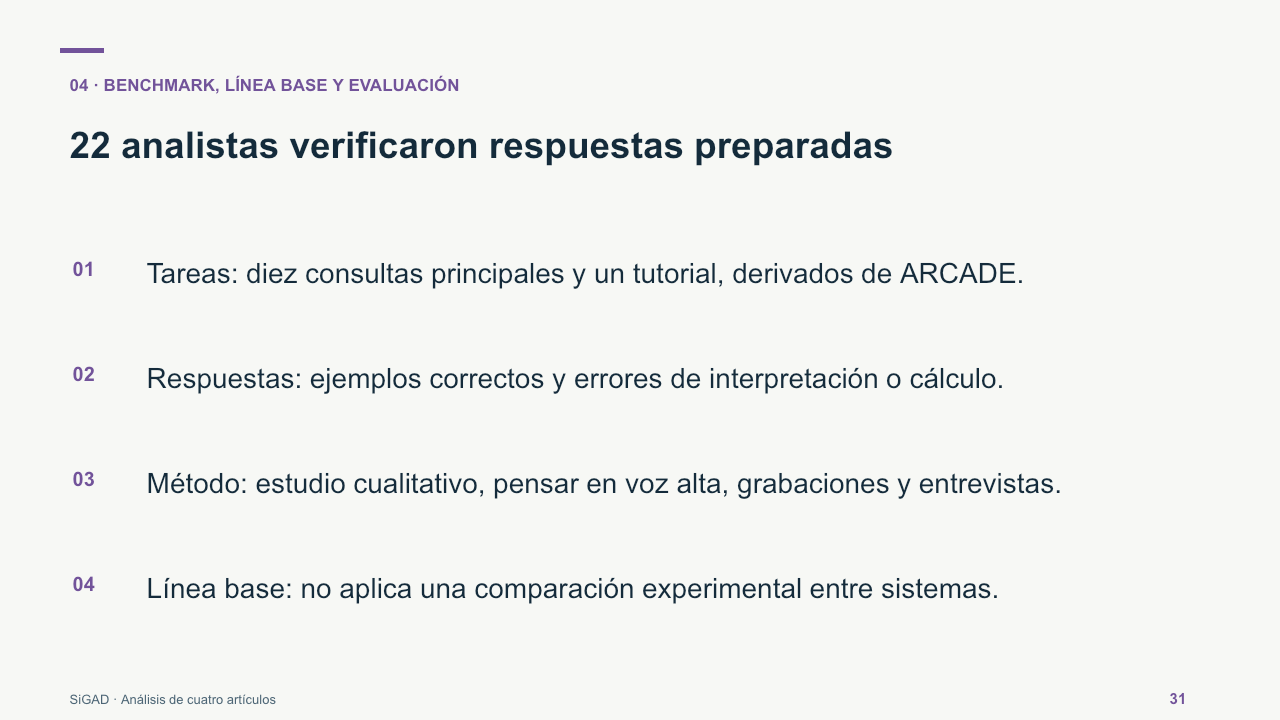 04 · BENCHMARK, LÍNEA BASE Y EVALUACIÓN
22 analistas verificaron respuestas preparadas
01 Tareas: diez consultas principales y un tutorial, derivados de ARCADE.
02 Respuestas: ejemplos correctos y errores de interpretación o cálculo.
03 Método: estudio cualitativo, pensar en voz alta, grabaciones y entrevistas.
04 Línea base: no aplica una comparación experimental entre sistemas.
SiGAD · Análisis de cuatro artículos 31